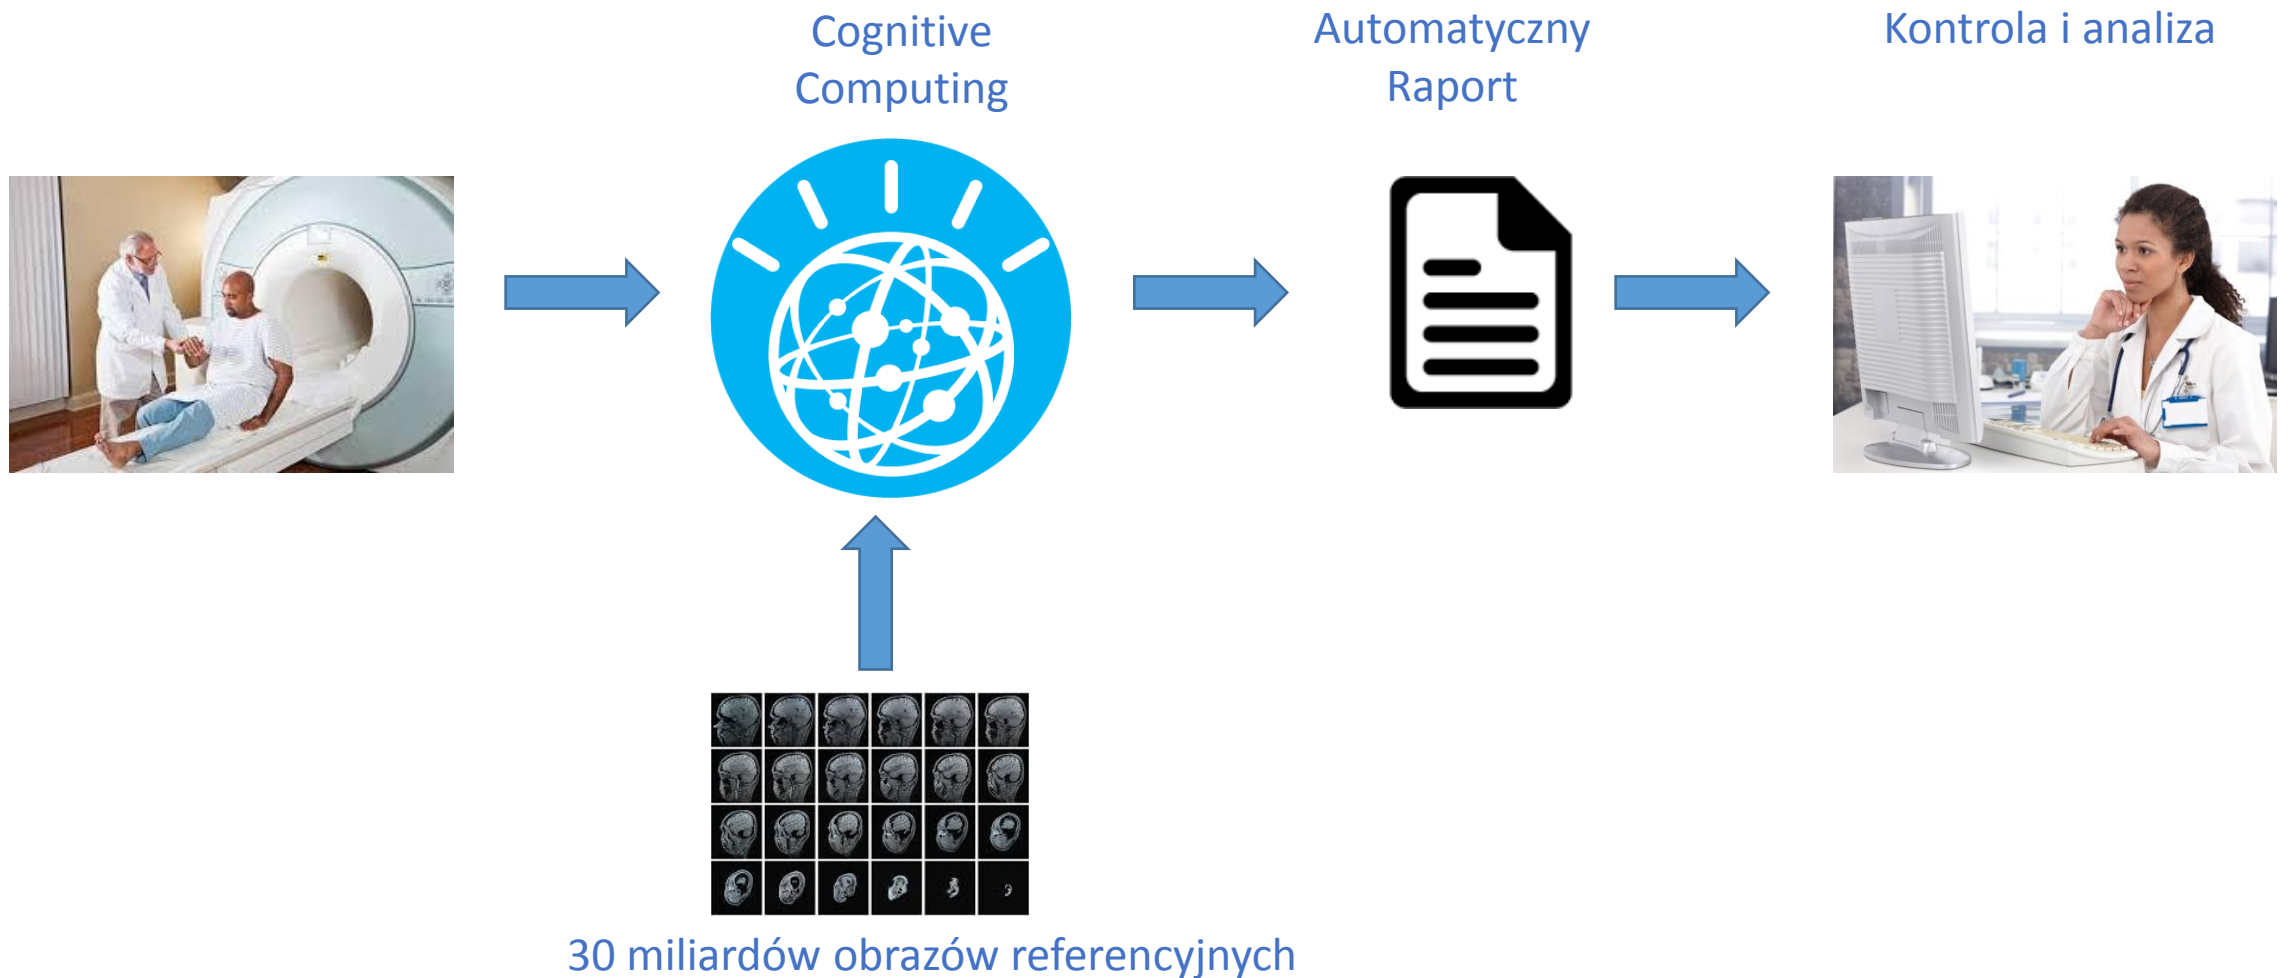 Cognitive
Computing
Automatyczny
Raport
Kontrola i analiza
30 miliardów obrazów referencyjnych